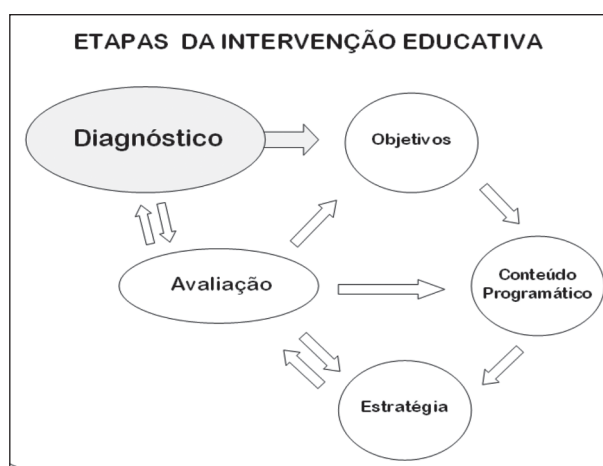 ETAPAS DA INTERVENÇÃO EDUCATIVA
Diagnóstico
Objetivos
Avaliação
Conteúdo
Programático
Estratégia